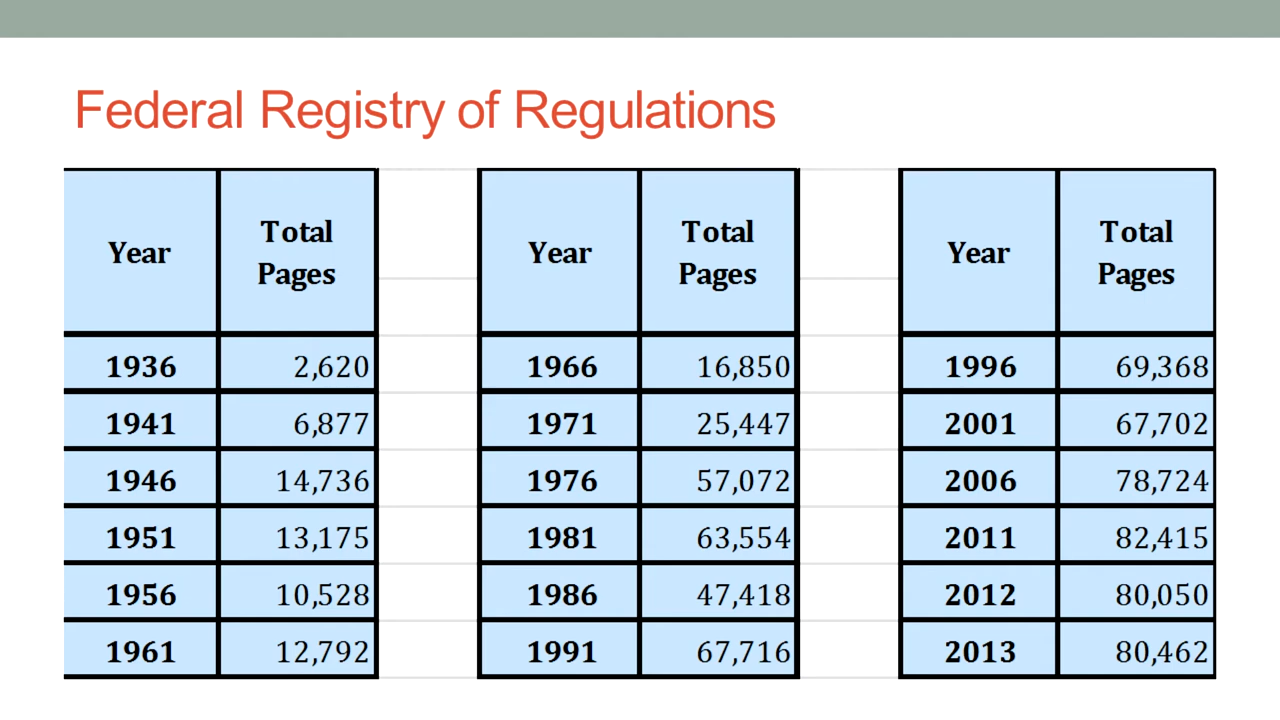 Federal Registry of Regulations
Year Total Pages Year Total Pages Year Total Pages
1936 2,620 1966 16,850 1996 69,368
1941 6,877 1971 25,447 2001 67,702
1946 14,736 1976 57,072 2006 78,724
1951 13,175 1981 63,554 2011 82,415
1956 10,528 1986 47,418 2012 80,050
1961 12,792 1991 67,716 2013 80,462